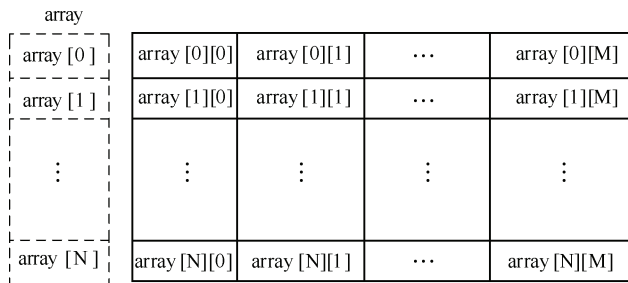 array
array [0] array [0][0] array [0][1] ⋯ array [0][M]
array [1] array [1][0] array [1][1] ⋯ array [1][M]
⋮ ⋮ ⋮ ⋮ ⋮
array [N] array [N][0] array [N][1] ⋯ array [N][M]